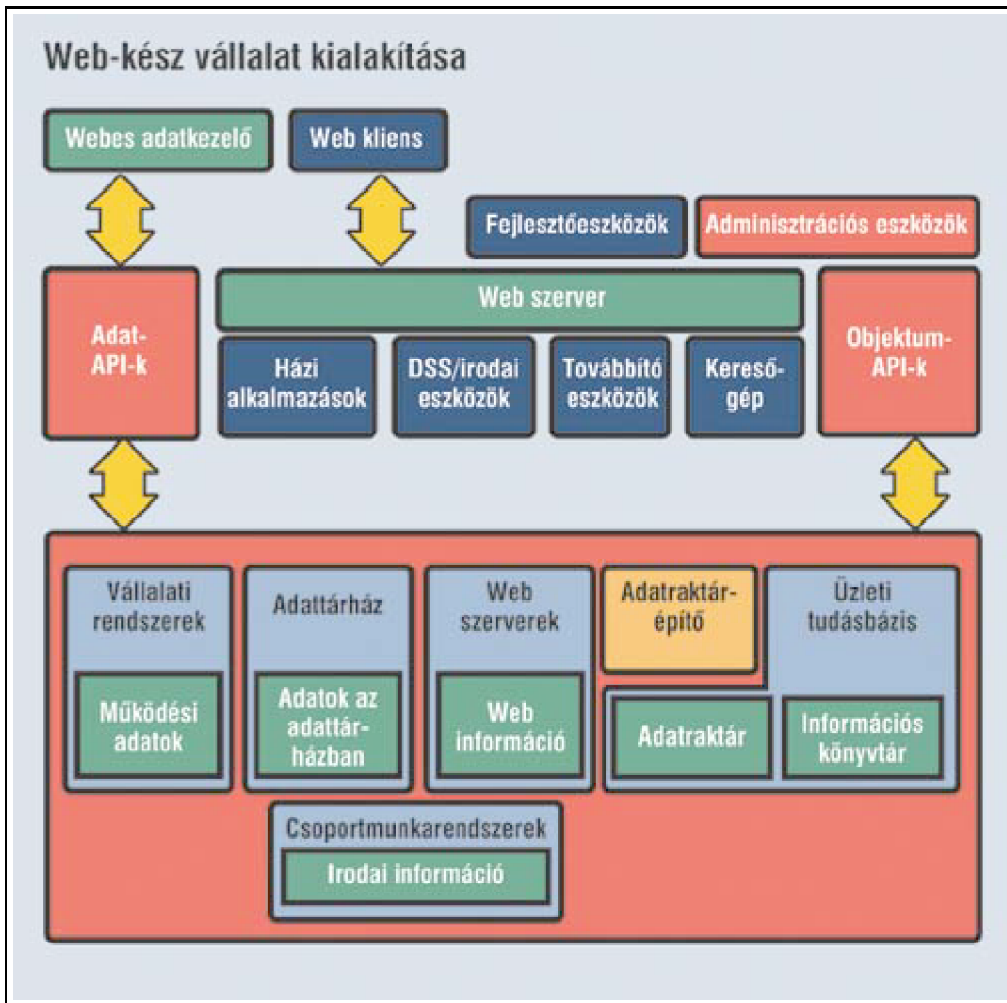 Web-kész vállalat kialakítása
Webes adatkezelő
Web kliens
Fejlesztőeszközök
Adminisztrációs eszközök
Adat-
API-k
Web szerver
Objektum-
API-k
Házi
alkalmazások
DSS/irodai
eszközök
Továbbító
eszközök
Kereső-
gép
Vállalati
rendszerek
Működési
adatok
Adattárház
Adatok az
adattár-
házban
Web
szerverek
Web
információ
Adatraktár-
építő
Adatraktár
Üzleti
tudásbázis
Információs
könyvtár
Csoportmunkarendszerek
Irodai információ